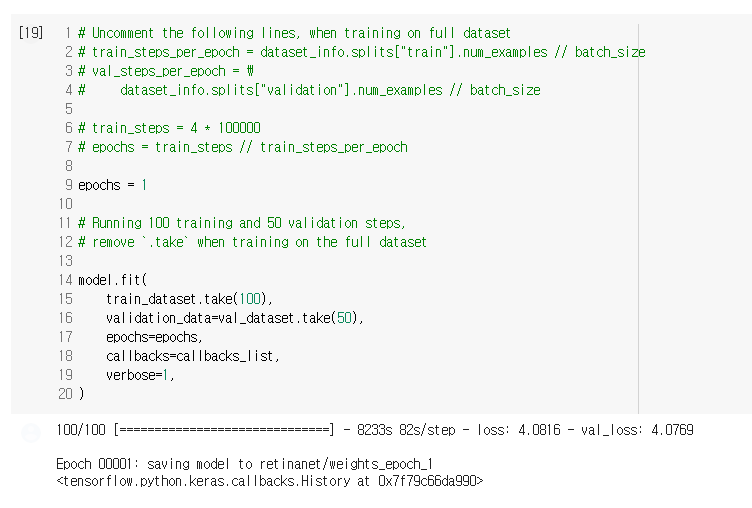 [19] 1 # Uncomment the following lines, when training on full dataset
2 # train_steps_per_epoch = dataset_info.splits["train"].num_examples // batch_size
3 # val_steps_per_epoch = ₩
4 #     dataset_info.splits["validation"].num_examples // batch_size
5
6 # train_steps = 4 * 100000
7 # epochs = train_steps // train_steps_per_epoch
8
9 epochs = 1
10
11 # Running 100 training and 50 validation steps,
12 # remove `.take` when training on the full dataset
13
14 model.fit(
15     train_dataset.take(100),
16     validation_data=val_dataset.take(50),
17     epochs=epochs,
18     callbacks=callbacks_list,
19     verbose=1,
20 )
100/100 [==============================] - 8233s 82s/step - loss: 4.0816 - val_loss: 4.0769
Epoch 00001: saving model to retinanet/weights_epoch_1
<tensorflow.python.keras.callbacks.History at 0x7f79c66da990>